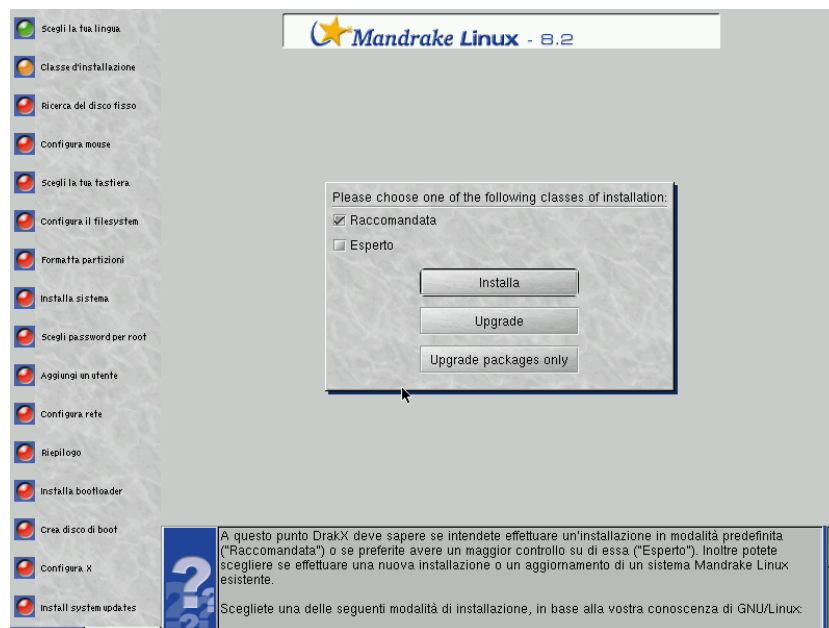 Mandrake Linux - 8.2
Scegli la tua lingua
Classe d'installazione
Ricerca del disco fisso
Configura mouse
Scegli la tua tastiera
Configura il filesystem
Formatta partizioni
Installa sistema
Scegli password per root
Aggiungi un utente
Configura rete
Riepilogo
Installa bootloader
Crea disco di boot
Configura X
Install system updates
Please choose one of the following classes of installation:
Raccomandata
Esperto
Installa
Upgrade
Upgrade packages only
A questo punto DrakX deve sapere se intendete effettuare un'installazione in modalità predefinita
("Raccomandata") o se preferite avere un maggior controllo su di essa ("Esperto"). Inoltre potete
scegliere se effettuare una nuova installazione o un aggiornamento di un sistema Mandrake Linux
esistente.
Scegliete una delle seguenti modalità di installazione, in base alla vostra conoscenza di GNU/Linux: